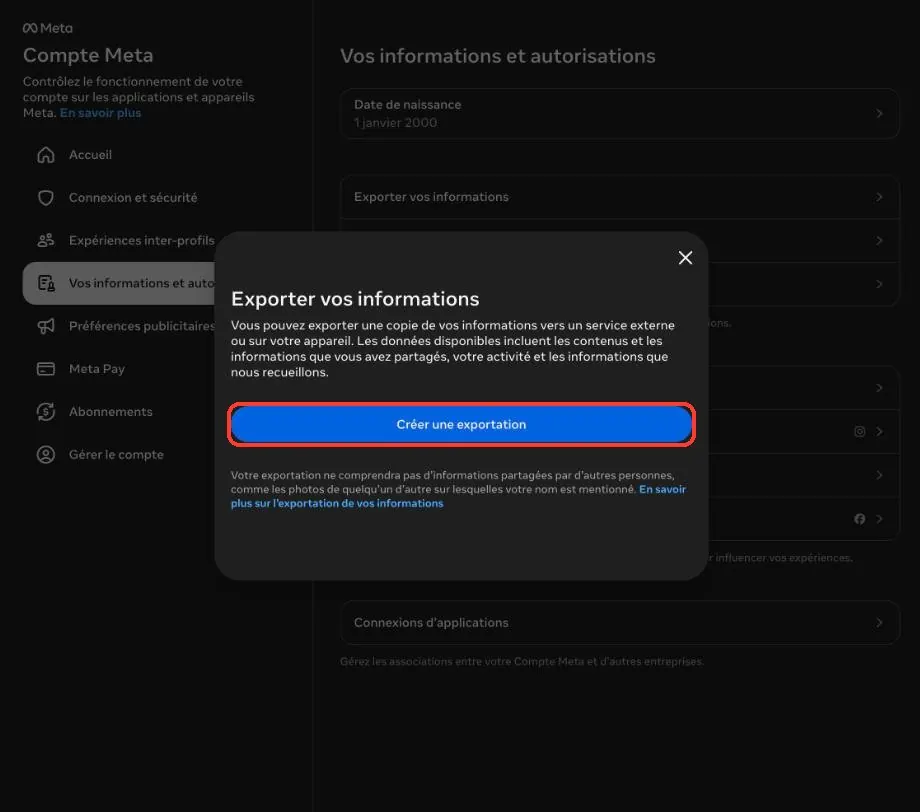 Meta
Compte Meta
Contrôlez le fonctionnement de votre
compte sur les applications et appareils
Meta. En savoir plus
Accueil
Connexion et sécurité
Expériences inter-profils
Vos informations et auto
Préférences publicitaires
Meta Pay
Abonnements
Gérer le compte
Vos informations et autorisations
Date de naissance
1 janvier 2000
Exporter vos informations
ions.
r influencer vos expériences.
Connexions d'applications
Gérez les associations entre votre Compte Meta et d'autres entreprises.
Exporter vos informations
Vous pouvez exporter une copie de vos informations vers un service externe
ou sur votre appareil. Les données disponibles incluent les contenus et les
informations que vous avez partagés, votre activité et les informations que
nous recueillons.
Créer une exportation
Votre exportation ne comprendra pas d'informations partagées par d'autres personnes,
comme les photos de quelqu'un d'autre sur lesquelles votre nom est mentionné. En savoir
plus sur l'exportation de vos informations